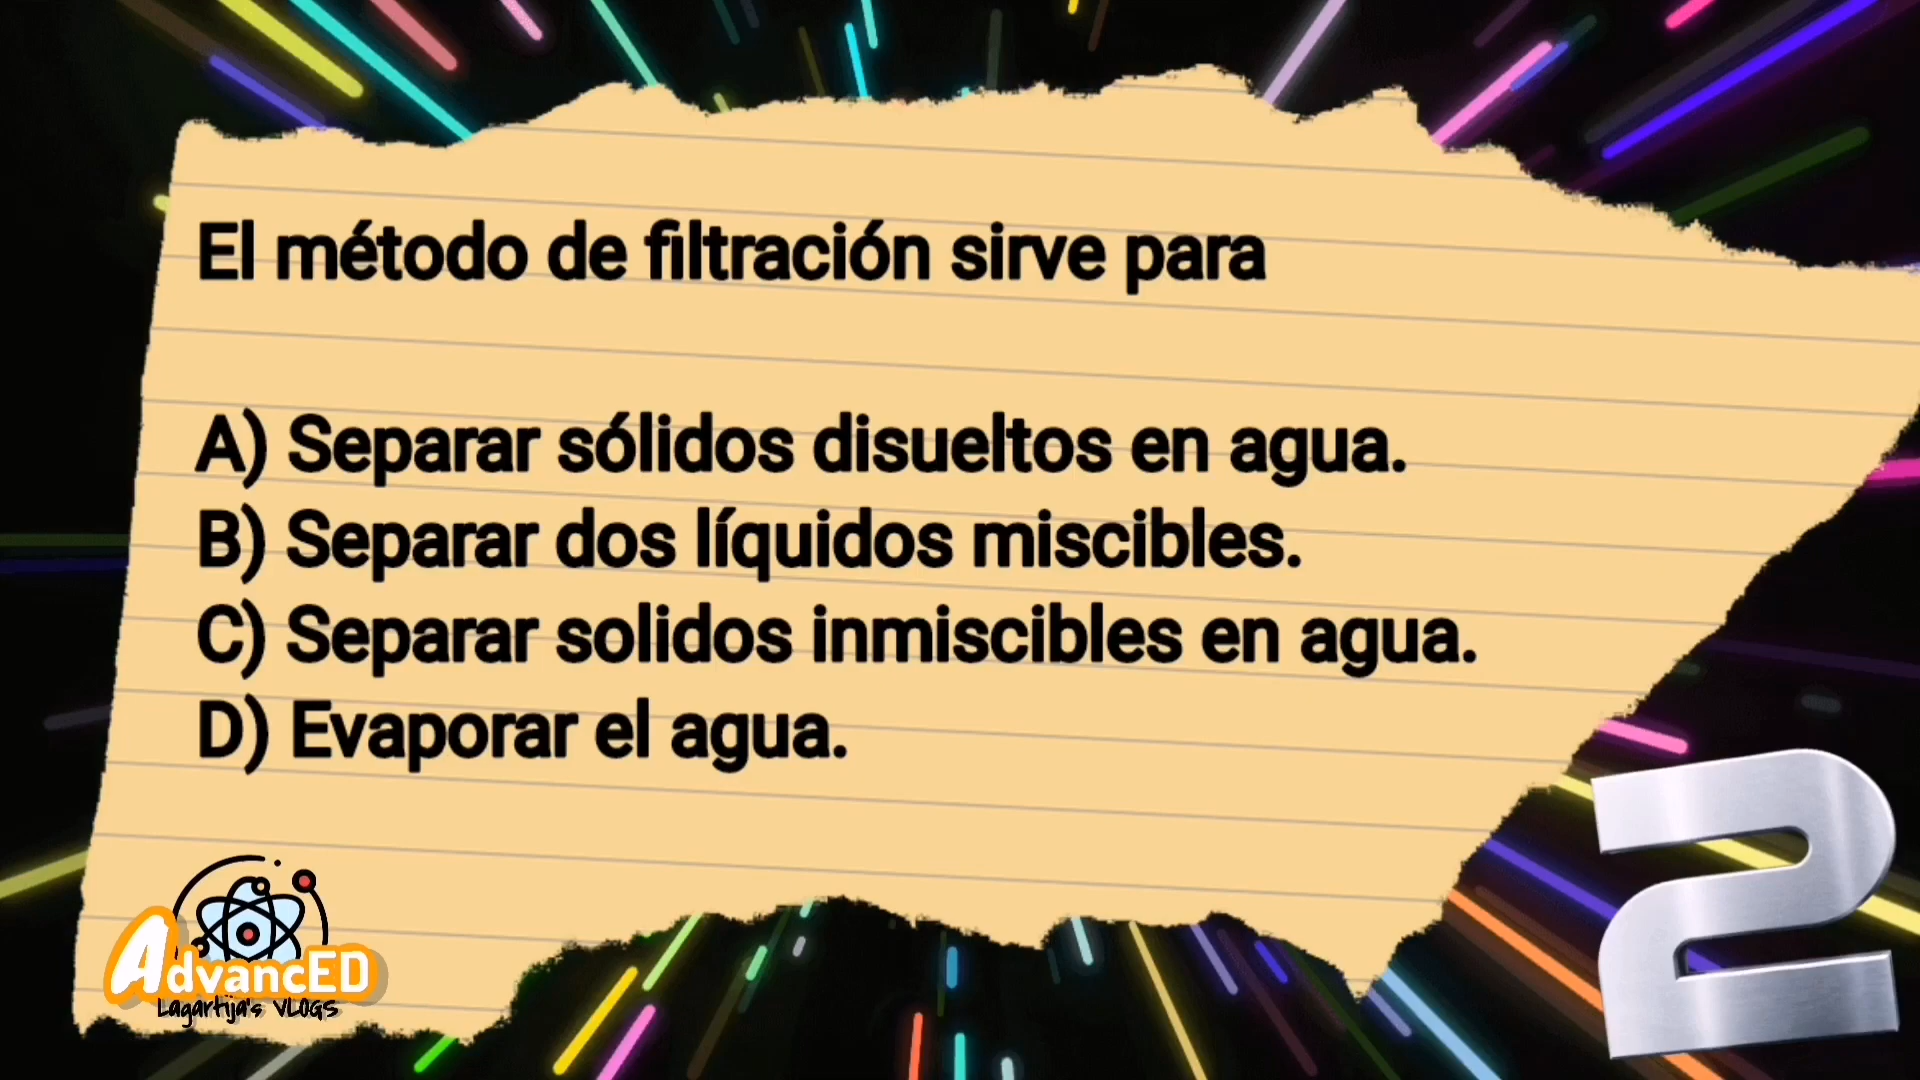 El método de filtración sirve para
A) Separar sólidos disueltos en agua.
B) Separar dos líquidos miscibles.
C) Separar solidos inmiscibles en agua.
D) Evaporar el agua.
AdvancED
Lagartija's VLOGS
2